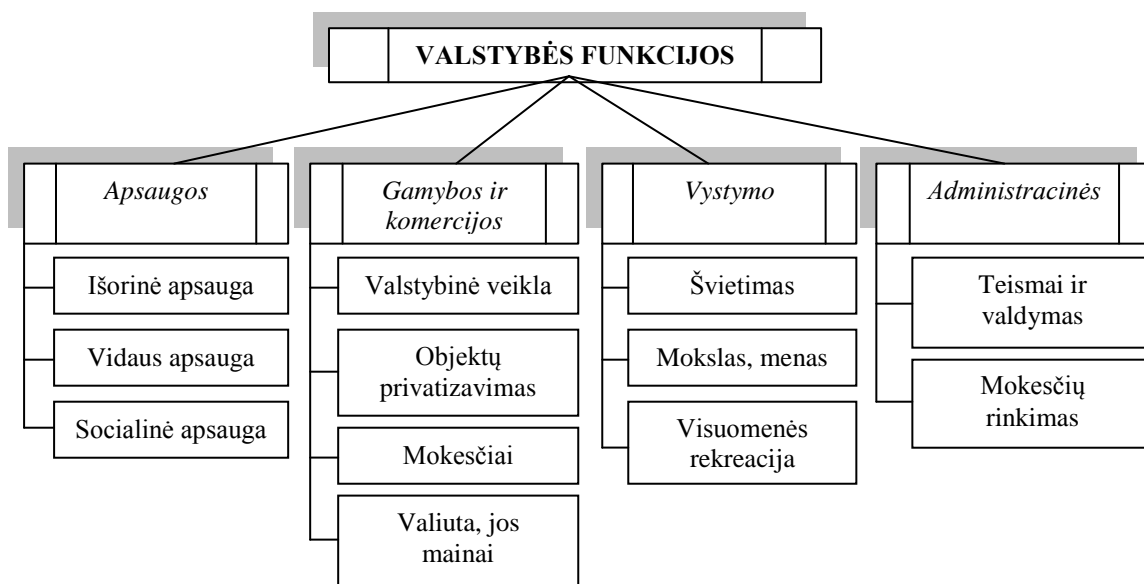 VALSTYBĖS FUNKCIJOS
Apsaugos
Išorinė apsauga
Vidaus apsauga
Socialinė apsauga
Gamybos ir
komercijos
Valstybinė veikla
Objektų
privatizavimas
Mokesčiai
Valiuta, jos
mainai
Vystymo
Švietimas
Mokslas, menas
Visuomenės
rekreacija
Administracinės
Teismai ir
valdymas
Mokesčių
rinkimas